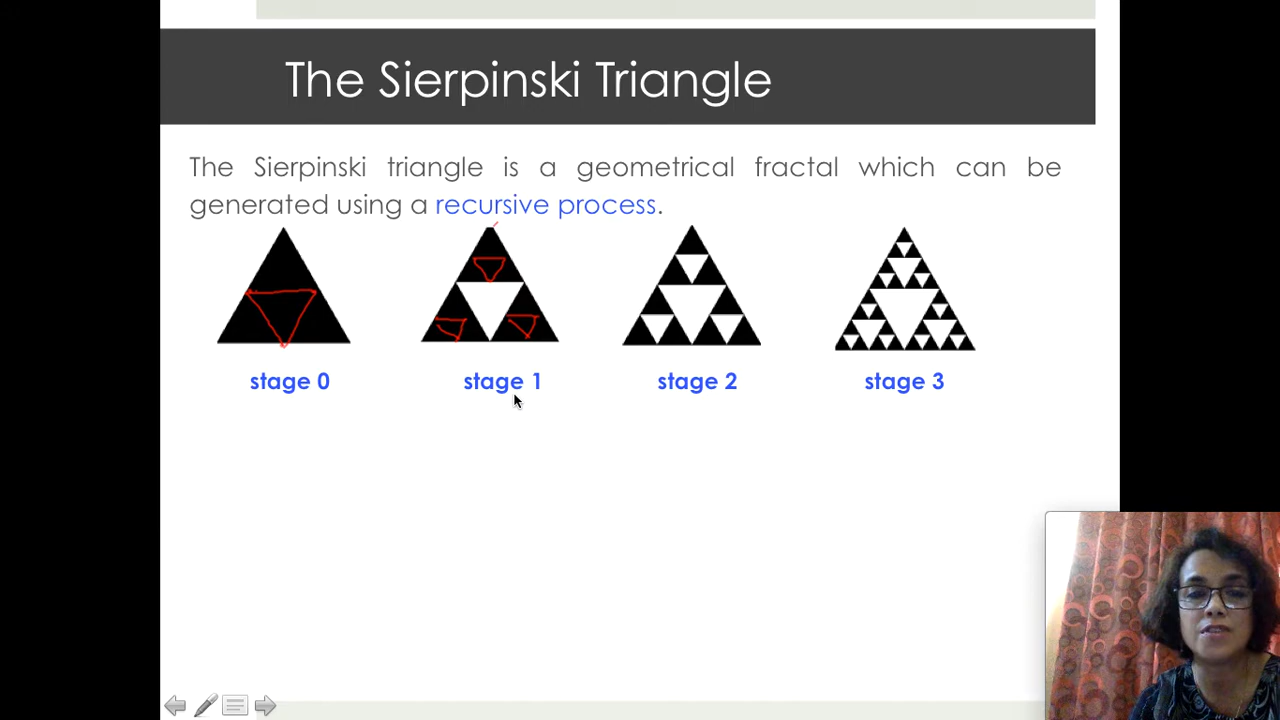 The Sierpinski Triangle
The Sierpinski triangle is a geometrical fractal which can be
generated using a recursive process.
stage 0
stage 1
stage 2
stage 3